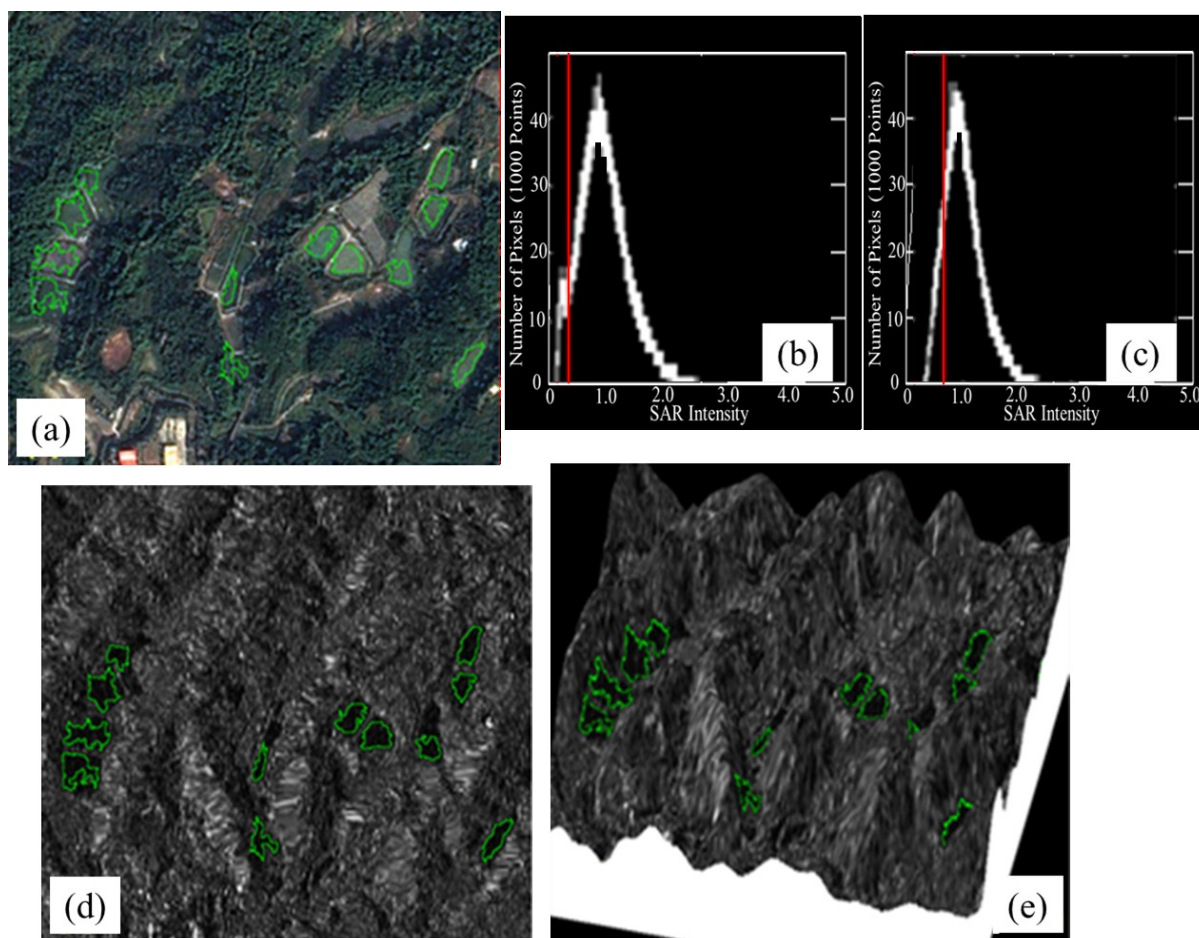 (a)
Number of Pixels (1000 Points)
40
30
20
10
0
0 1.0 2.0 3.0 4.0 5.0
SAR Intensity
(b)
Number of Pixels (1000 Points)
40
30
20
10
0
0 1.0 2.0 3.0 4.0 5.0
SAR Intensity
(c)
(d)
(e)